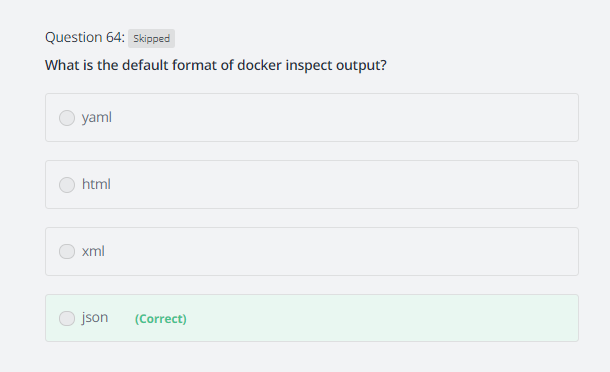 Question 64: Skipped
What is the default format of docker inspect output?
yaml
html
xml
json (Correct)